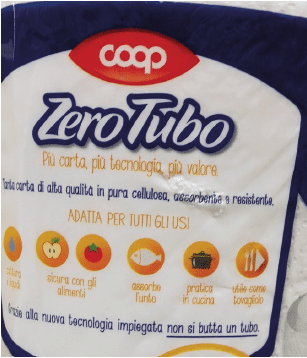 coop
Zero Tubo
Più carta, più tecnologia, più valore.
Tanta carta di alta qualità in pura cellulosa, assorbente e resistente.
ADATTA PER TUTTI GLI USI
sicura con gli alimenti
assorbe l'unto
pratica in cucina
utile come tovagliolo
Grazie alla nuova tecnologia impiegata non si butta un tubo.